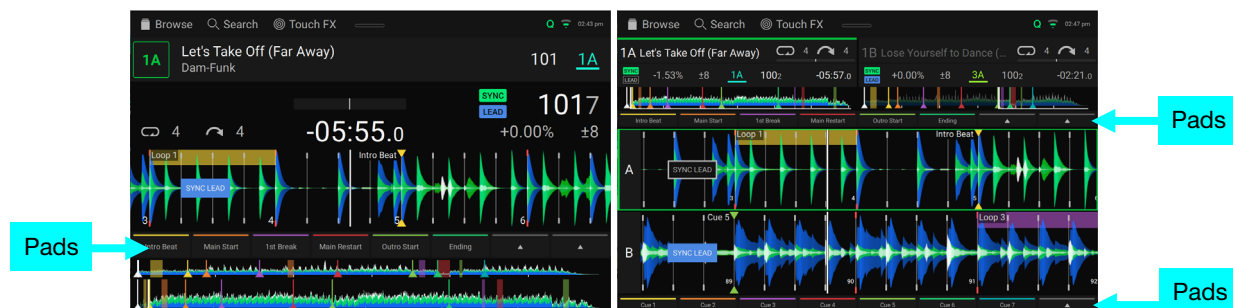 Browse Search Touch FX Q 02:43 pm
1A Let's Take Off (Far Away) 101 1A
Dam-Funk
SYNC 1017
LEAD
4 4 -05:55.0 +0.00% ±8
Loop 1 Intro Beat
SYNC LEAD
3 4 5 6
Pads
Intro Beat Main Start 1st Break Main Restart Outro Start Ending
Browse Search Touch FX Q 02:47 pm
1A Let's Take Off (Far Away) 4 4 1B Lose Yourself to Dance (... 4 4
SYNC LEAD -1.53% ±8 1A 1002 -05:57.0 SYNC LEAD +0.00% ±8 3A 1002 -02:21.0
Intro Beat Main Start 1st Break Main Restart Outro Start Ending
Pads
Loop 1 Intro Beat
A SYNC LEAD
3 4 5
Cue 5 Loop 3
B SYNC LEAD
89 90 91 92
Cue 1 Cue 2 Cue 3 Cue 4 Cue 5 Cue 6 Cue 7
Pads